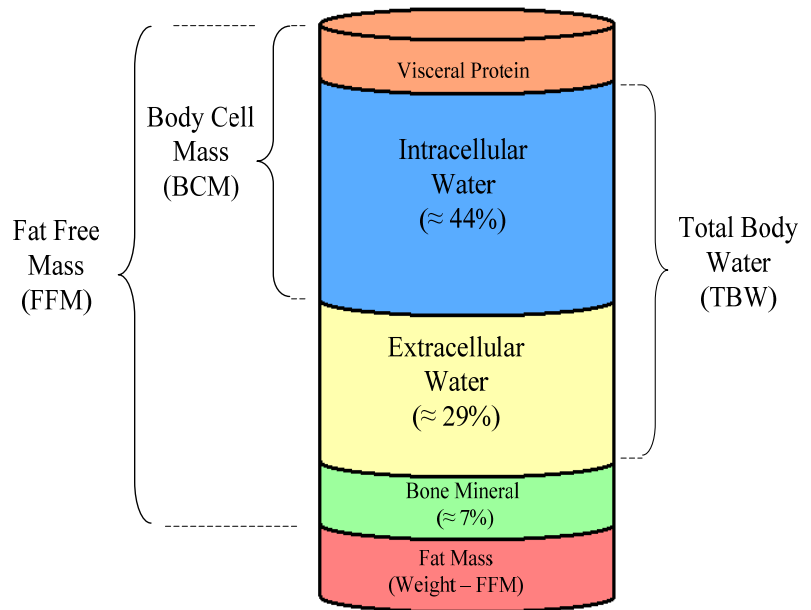 Visceral Protein
Body Cell
Mass
(BCM)
Intracellular
Water
(≈ 44%)
Fat Free
Mass
(FFM)
Total Body
Water
(TBW)
Extracellular
Water
(≈ 29%)
Bone Mineral
(≈ 7%)
Fat Mass
(Weight – FFM)